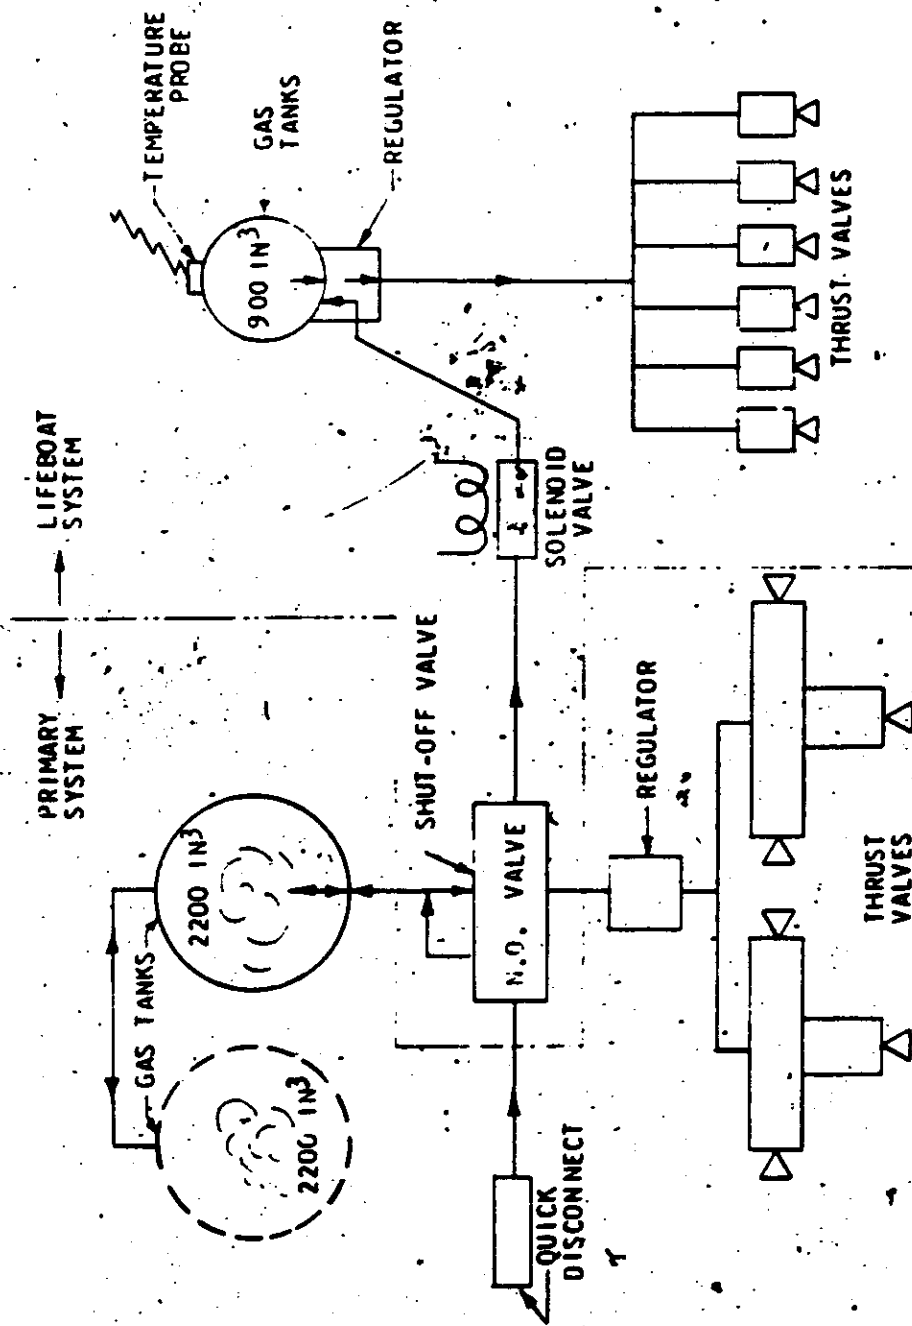 PRIMARY
SYSTEM
LIFEBOAT
SYSTEM
TEMPERATURE
PROBE
GAS TANKS
2200 IN3
2200 IN3
900 IN3
GAS
TANKS
REGULATOR
SHUT-OFF VALVE
N.O. VALVE
SOLENOID
VALVE
QUICK
DISCONNECT
REGULATOR
THRUST
VALVES
THRUST VALVES